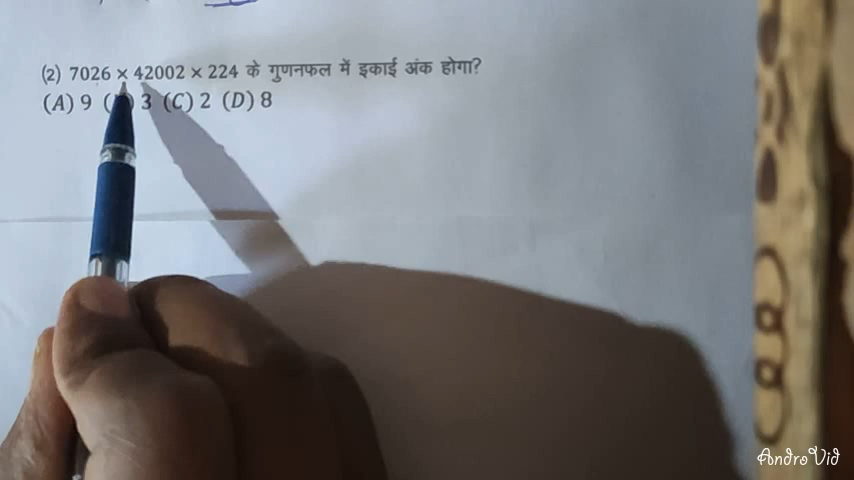 (2) 7026 × 42002 × 224 के गुणनफल में इकाई अंक होगा?
(A) 9 ( ) 3 (C) 2 (D) 8
AndroVid